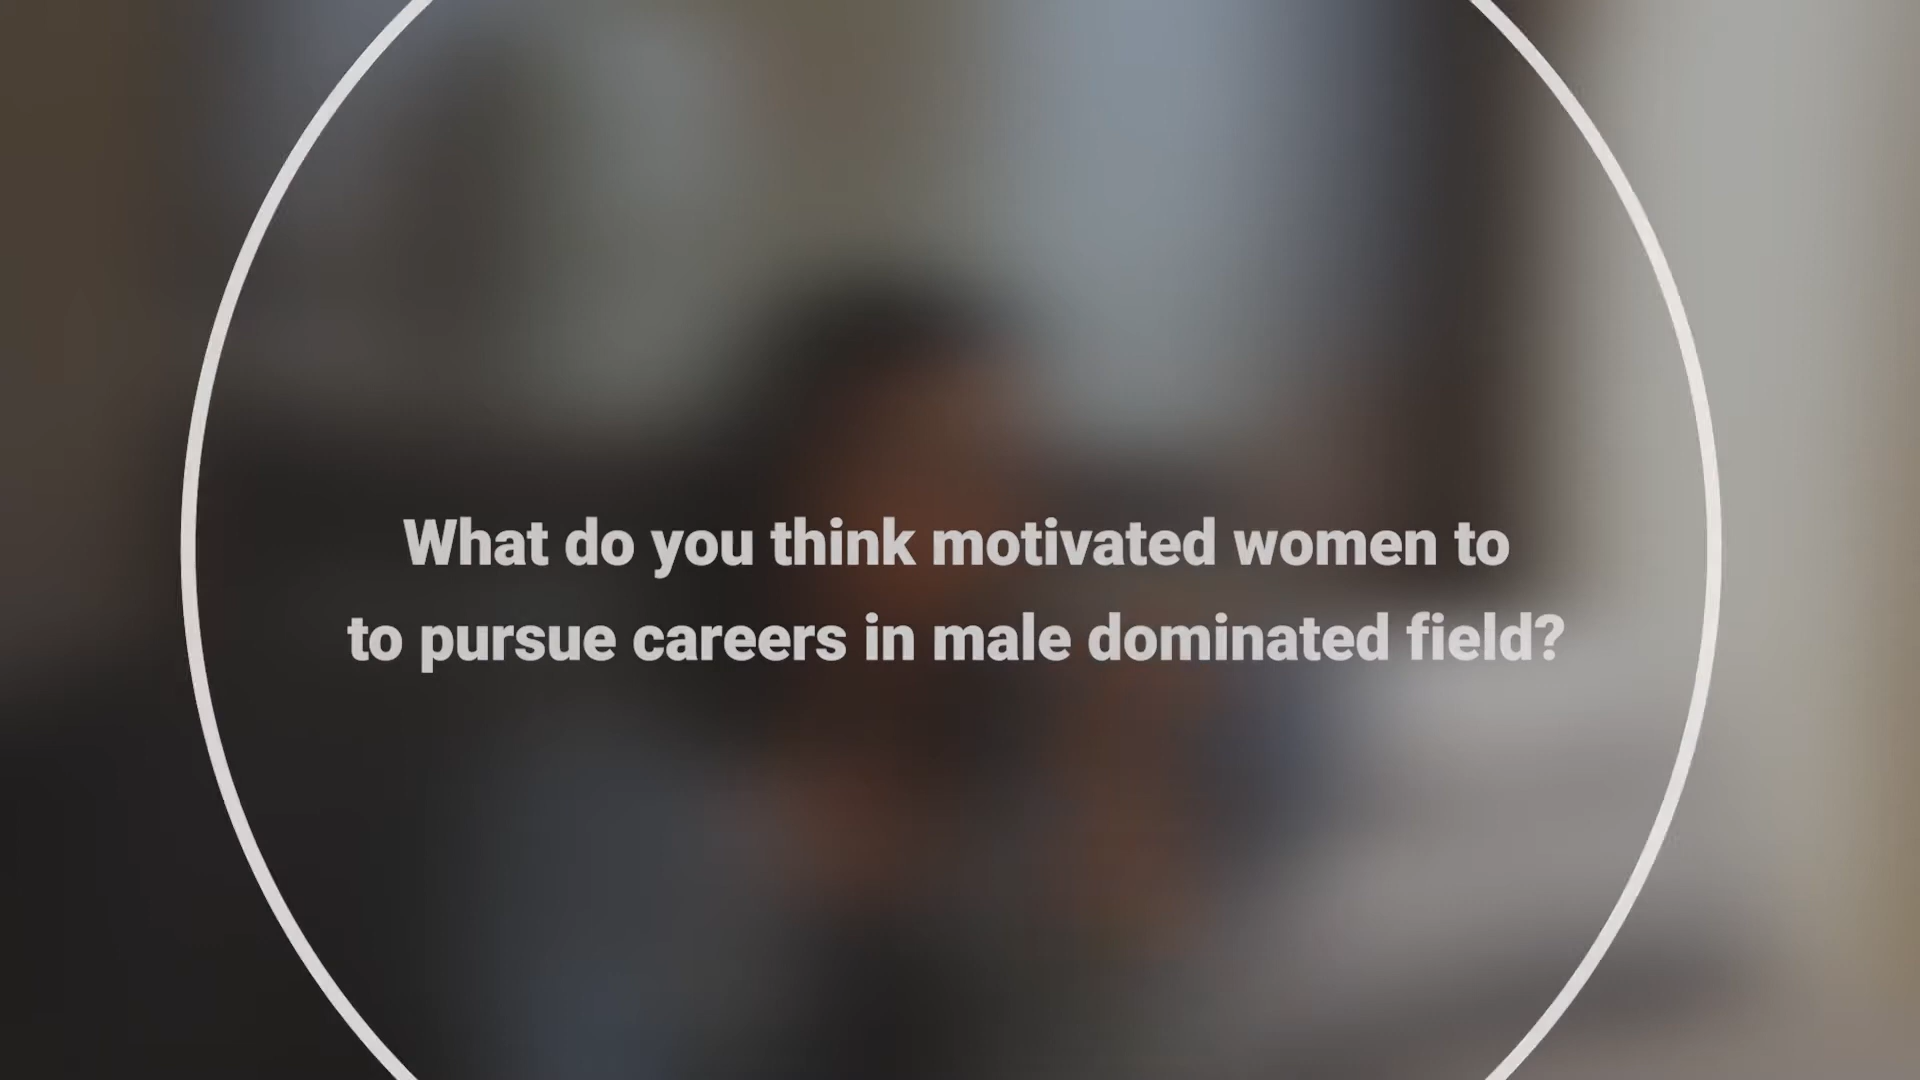 What do you think motivated women to
to pursue careers in male dominated field?